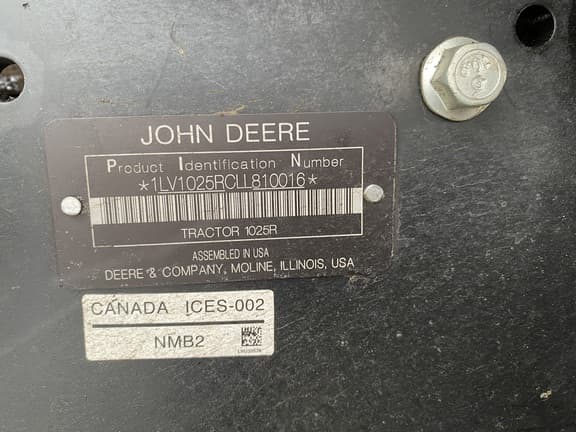 JOHN DEERE
Product Identification Number
*1LV1025RCLL810016*
TRACTOR 1025R
ASSEMBLED IN USA
DEERE & COMPANY, MOLINE, ILLINOIS, USA
CANADA ICES-002
NMB2